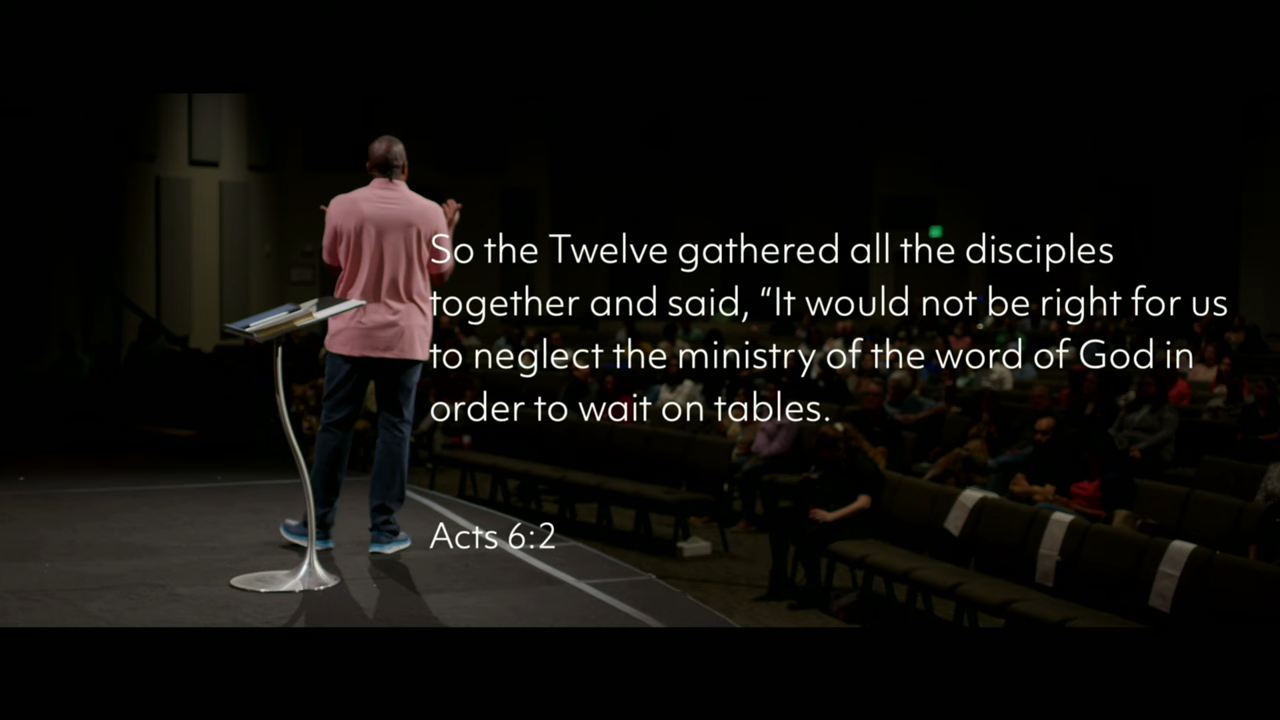 So the Twelve gathered all the disciples
together and said, “It would not be right for us
to neglect the ministry of the word of God in
order to wait on tables.
Acts 6:2